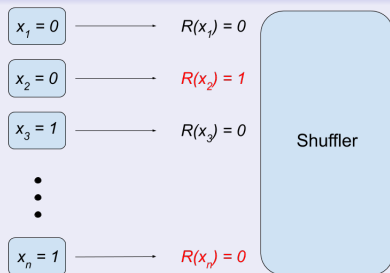 x₁ = 0 R(x₁) = 0
x₂ = 0 R(x₂) = 1
x₃ = 1 R(x₃) = 0
Shuffler
xₙ = 1 R(xₙ) = 0